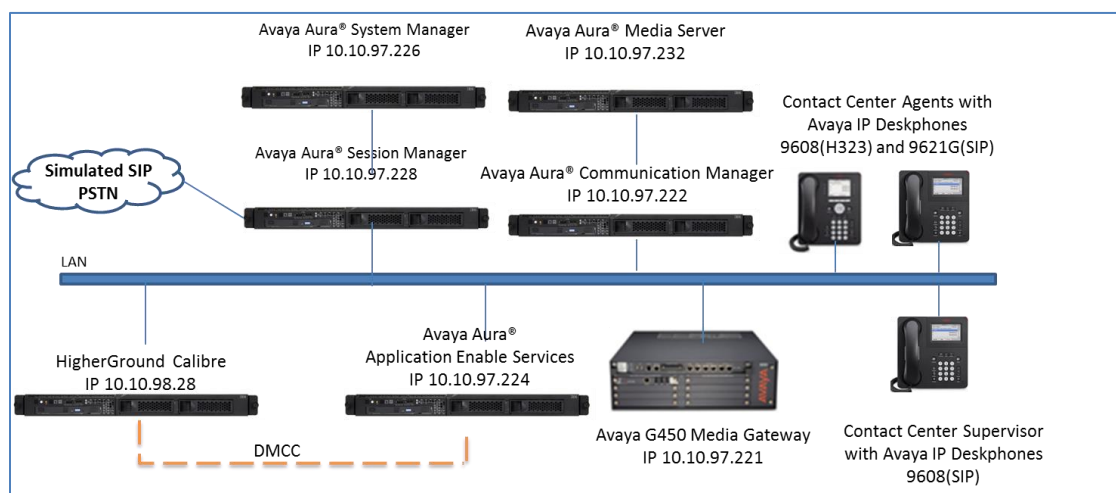 Avaya Aura® System Manager
IP 10.10.97.226
Avaya Aura® Media Server
IP 10.10.97.232
Contact Center Agents with
Avaya IP Deskphones
9608(H323) and 9621G(SIP)
Simulated SIP
PSTN
Avaya Aura® Session Manager
IP 10.10.97.228
Avaya Aura® Communication Manager
IP 10.10.97.222
LAN
HigherGround Calibre
IP 10.10.98.28
Avaya Aura®
Application Enable Services
IP 10.10.97.224
AVAYA
Avaya G450 Media Gateway
IP 10.10.97.221
Contact Center Supervisor
with Avaya IP Deskphones
9608(SIP)
DMCC